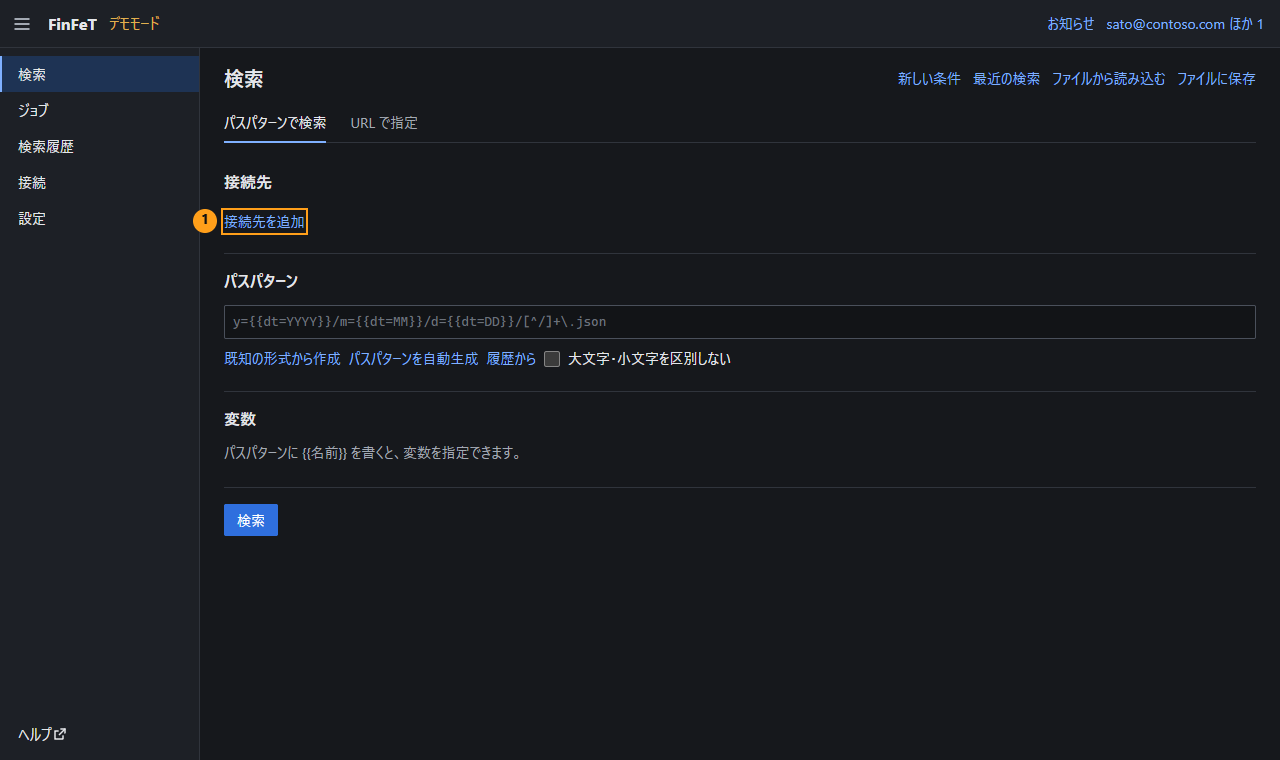 FinFeT デモモード お知らせ sato@contoso.com ほか 1
検索
ジョブ
検索履歴
接続
設定
ヘルプ
検索 新しい条件 最近の検索 ファイルから読み込む ファイルに保存
パスパターンで検索 URL で指定
接続先
1 接続先を追加
パスパターン
y={{dt=YYYY}}/m={{dt=MM}}/d={{dt=DD}}/[^/]+\.json
既知の形式から作成 パスパターンを自動生成 履歴から 大文字・小文字を区別しない
変数
パスパターンに {{名前}} を書くと、変数を指定できます。
検索